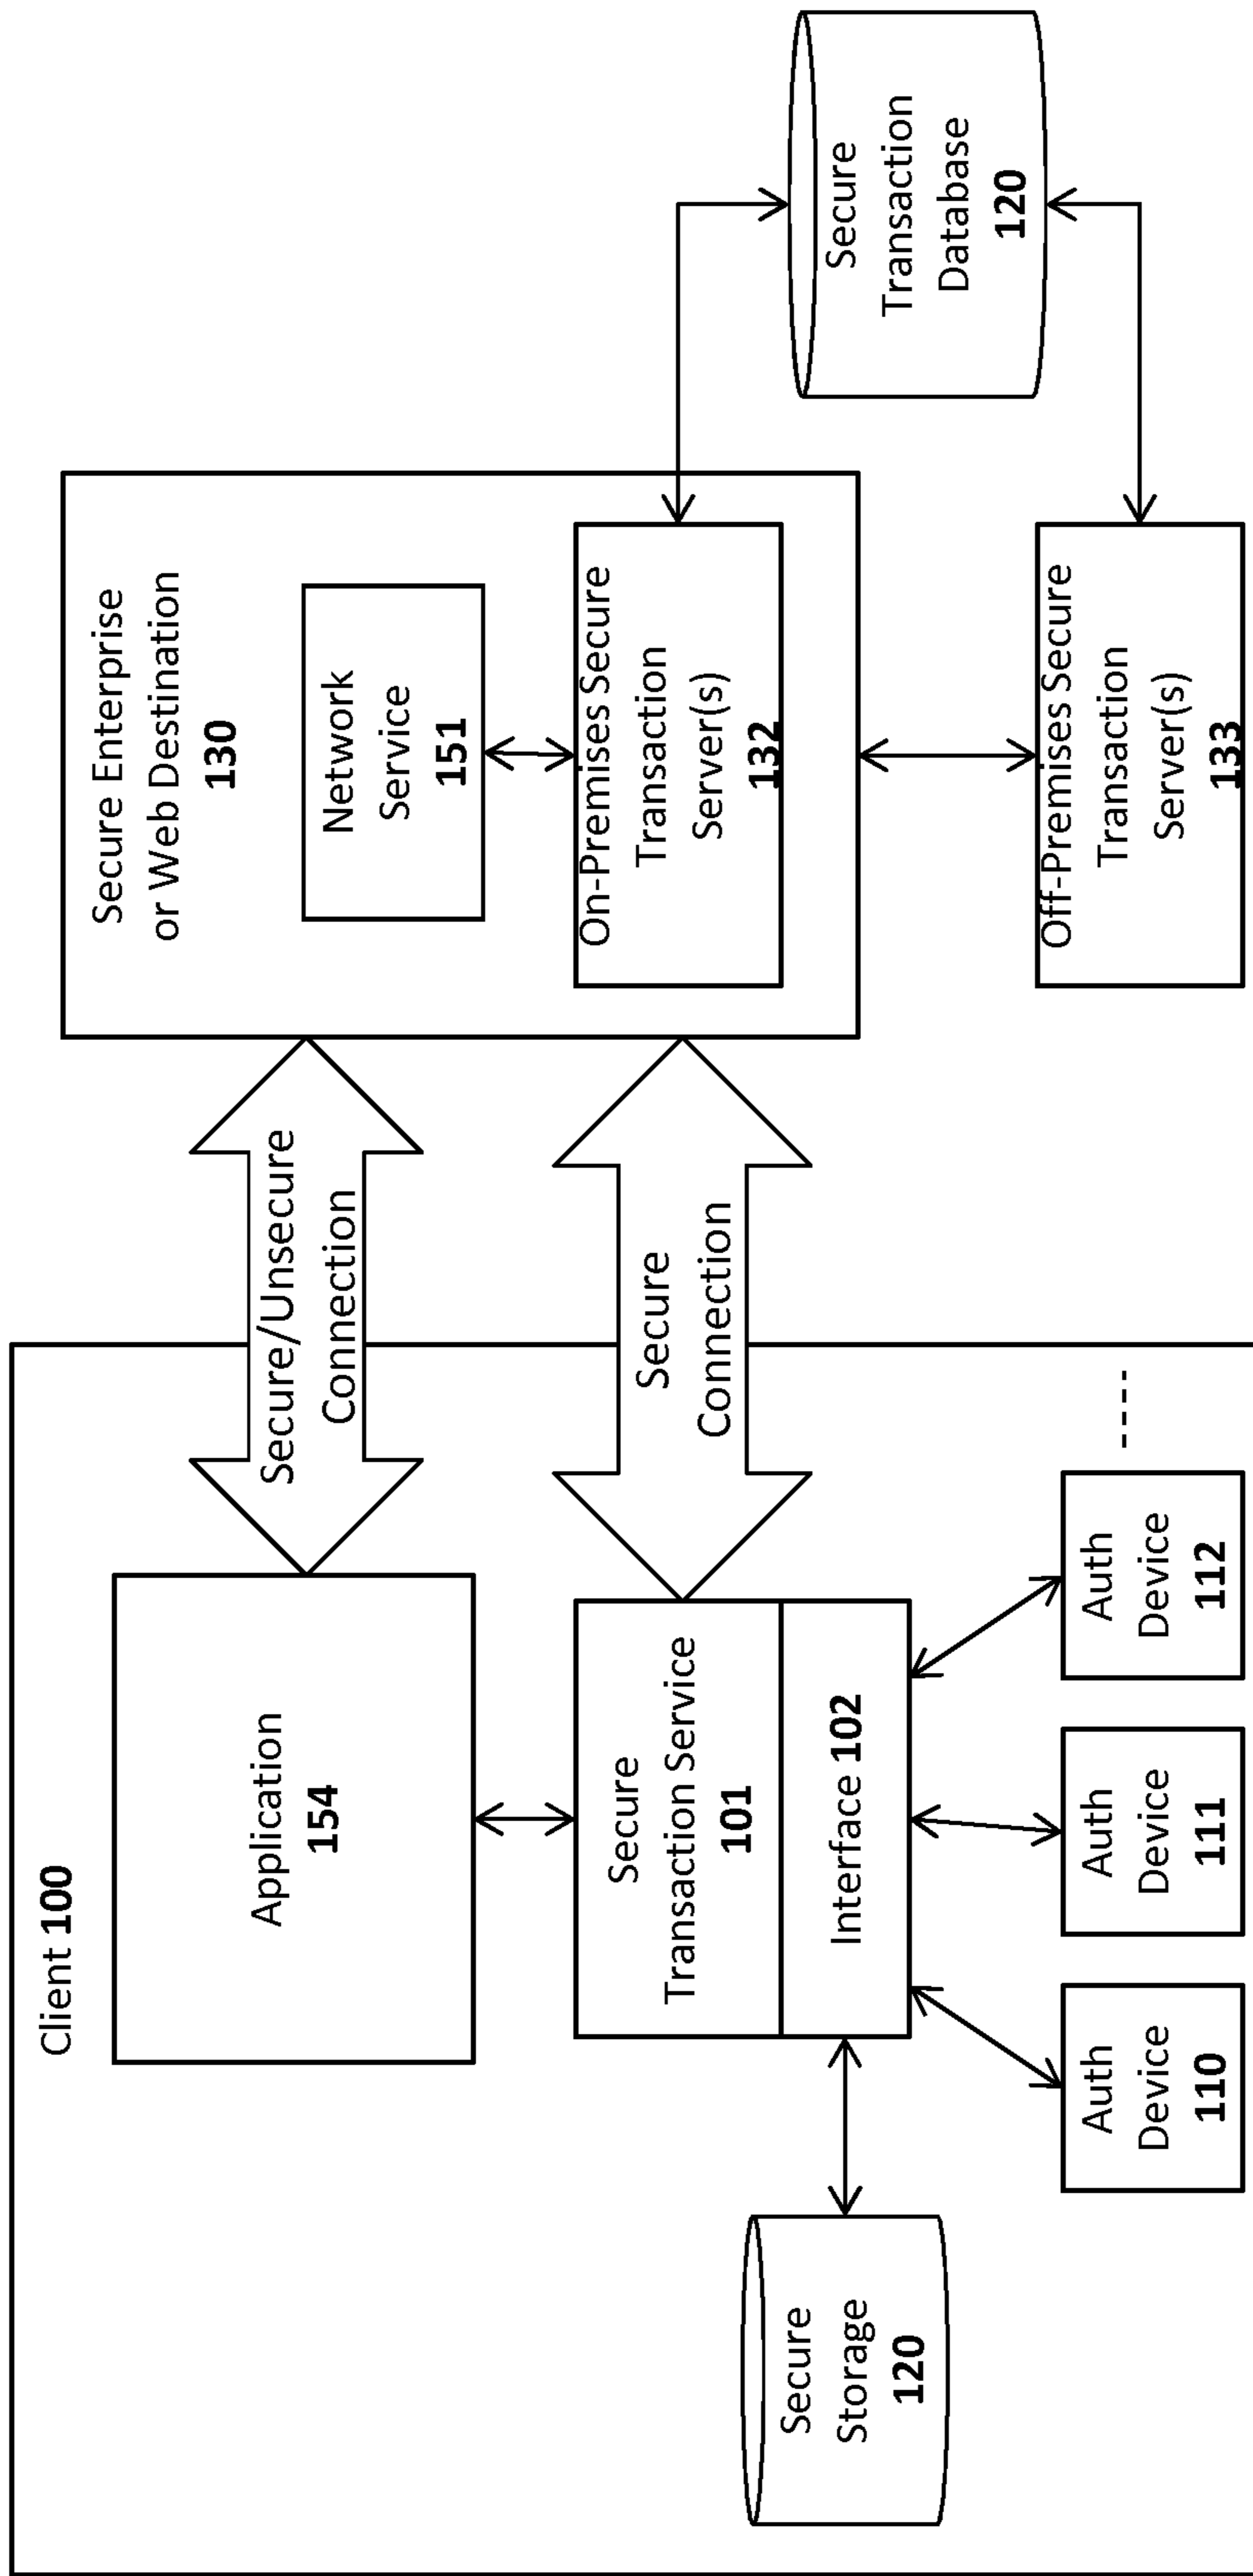 Client 100
Application
154
Secure
Transaction Service
101
Interface 102
Secure
Storage
120
Auth
Device
110
Auth
Device
111
Auth
Device
112
Secure/Unsecure
Connection
Secure
Connection
Secure Enterprise
or Web Destination
130
Network
Service
151
On-Premises Secure
Transaction
Server(s)
132
Off-Premises Secure
Transaction
Server(s)
133
Secure
Transaction
Database
120